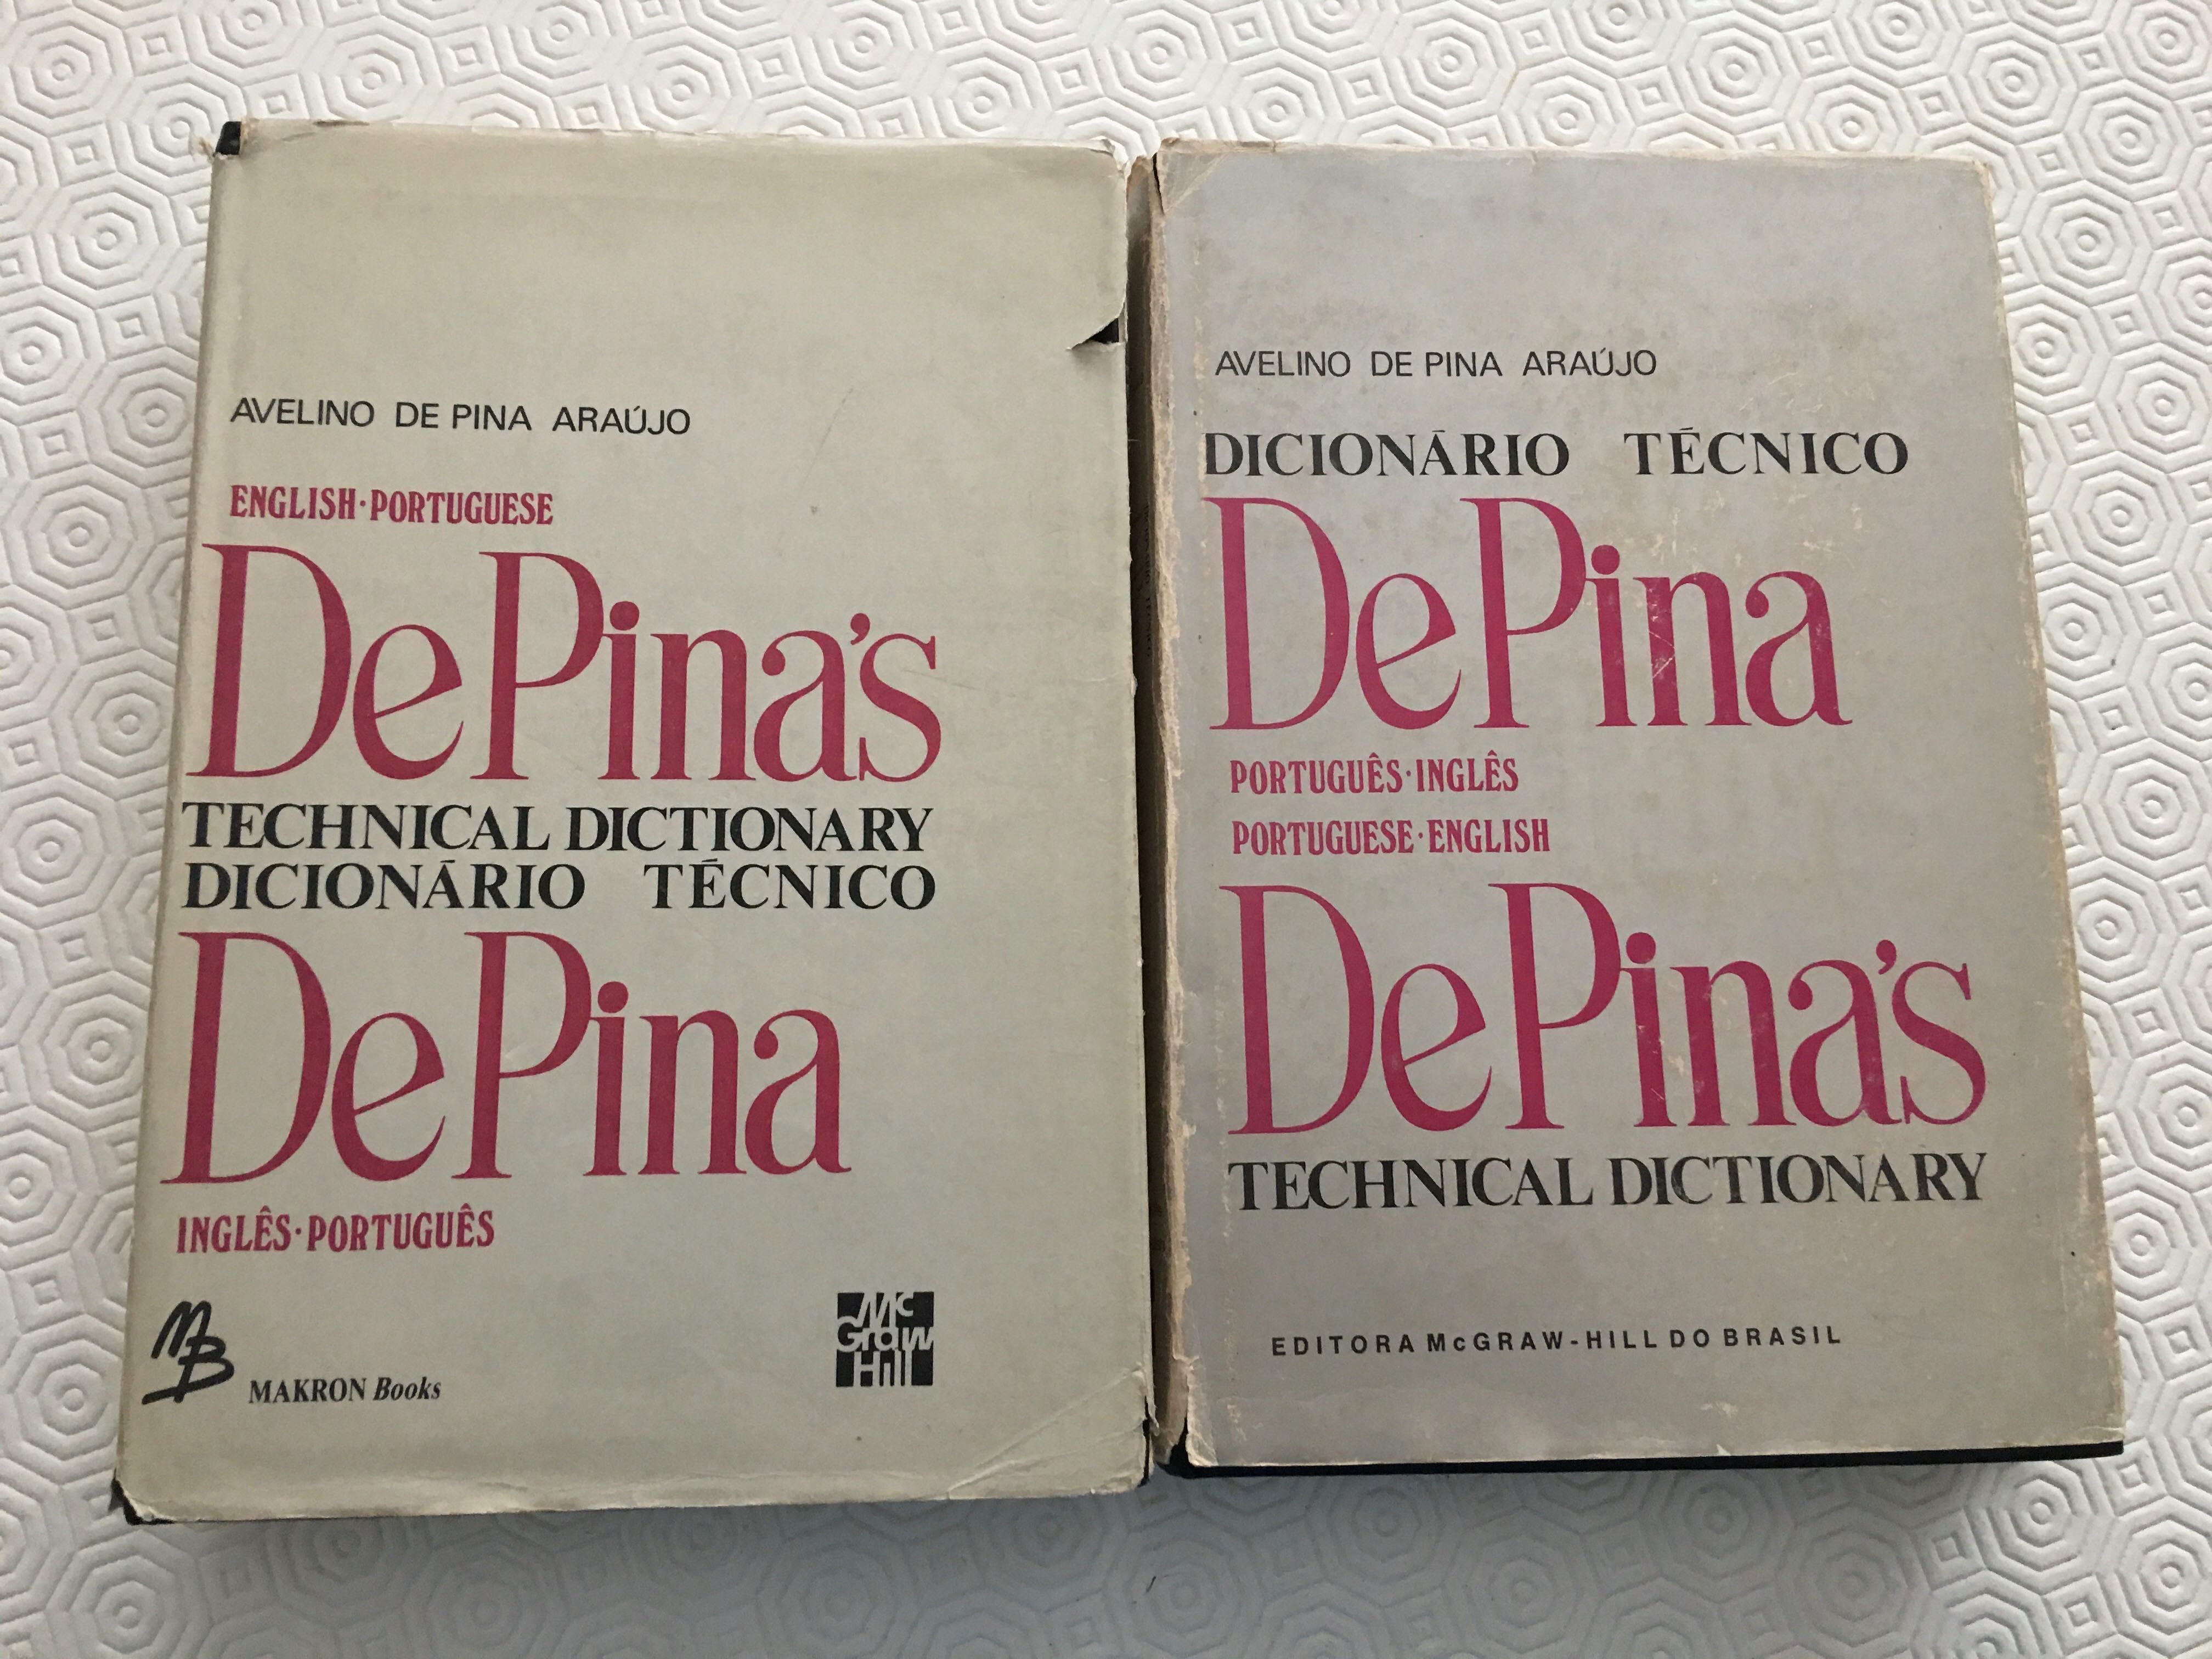 AVELINO DE PINA ARAÚJO
ENGLISH·PORTUGUESE
De Pina's
TECHNICAL DICTIONARY
DICIONÁRIO TÉCNICO
De Pina
INGLÊS·PORTUGUÊS
MB
MAKRON Books
Mc
Graw
Hill
AVELINO DE PINA ARAÚJO
DICIONÁRIO TÉCNICO
De Pina
PORTUGUÊS·INGLÊS
PORTUGUESE·ENGLISH
De Pina's
TECHNICAL DICTIONARY
EDITORA McGRAW-HILL DO BRASIL